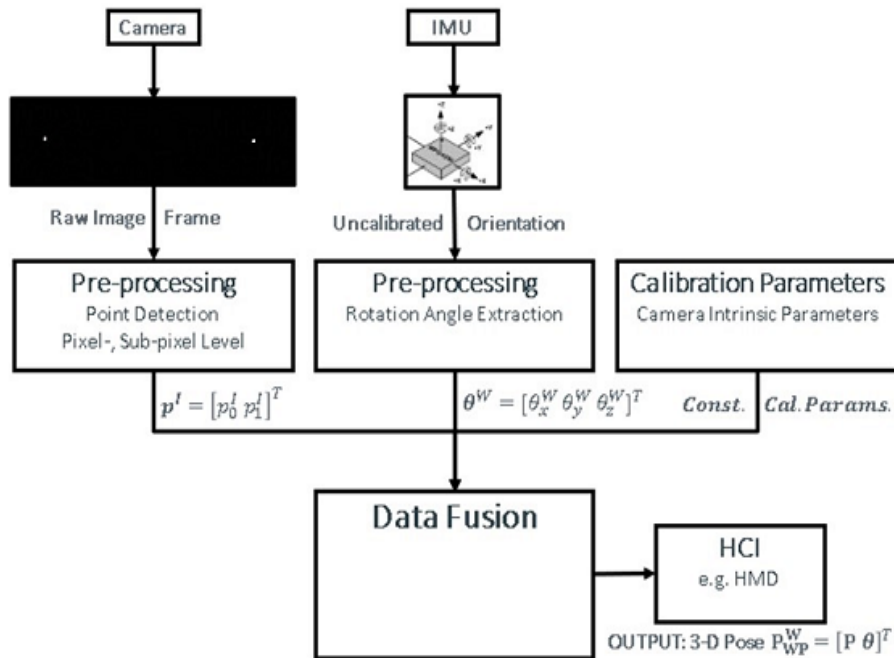 Camera
IMU
Raw Image Frame
Uncalibrated Orientation
Pre-processing
Point Detection
Pixel-, Sub-pixel Level
Pre-processing
Rotation Angle Extraction
Calibration Parameters
Camera Intrinsic Parameters
p^I = [p_0^I p_1^I]^T
θ^W = [θ_x^W θ_y^W θ_z^W]^T
Const. Cal. Params.
Data Fusion
HCI
e.g. HMD
OUTPUT: 3-D Pose P_WP^W = [P θ]^T